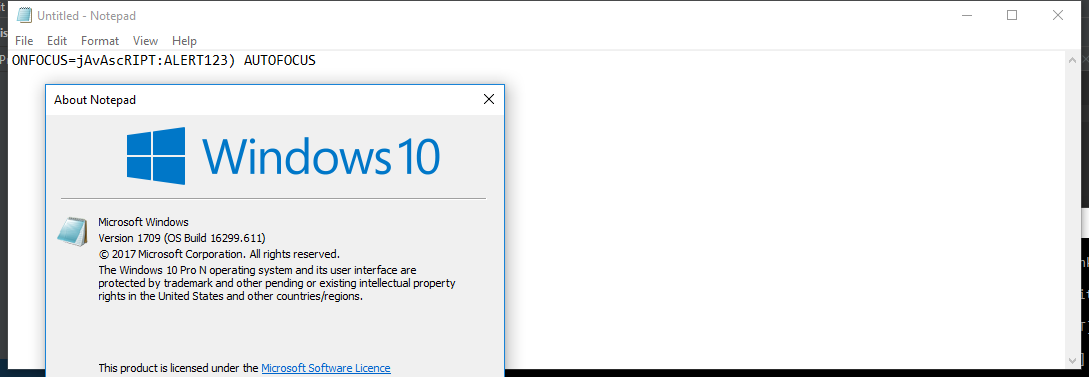 Untitled - Notepad
File Edit Format View Help
ONFOCUS=jAvAscRIPT:ALERT123) AUTOFOCUS
About Notepad
Windows 10
Microsoft Windows
Version 1709 (OS Build 16299.611)
© 2017 Microsoft Corporation. All rights reserved.
The Windows 10 Pro N operating system and its user interface are
protected by trademark and other pending or existing intellectual property
rights in the United States and other countries/regions.
This product is licensed under the Microsoft Software Licence